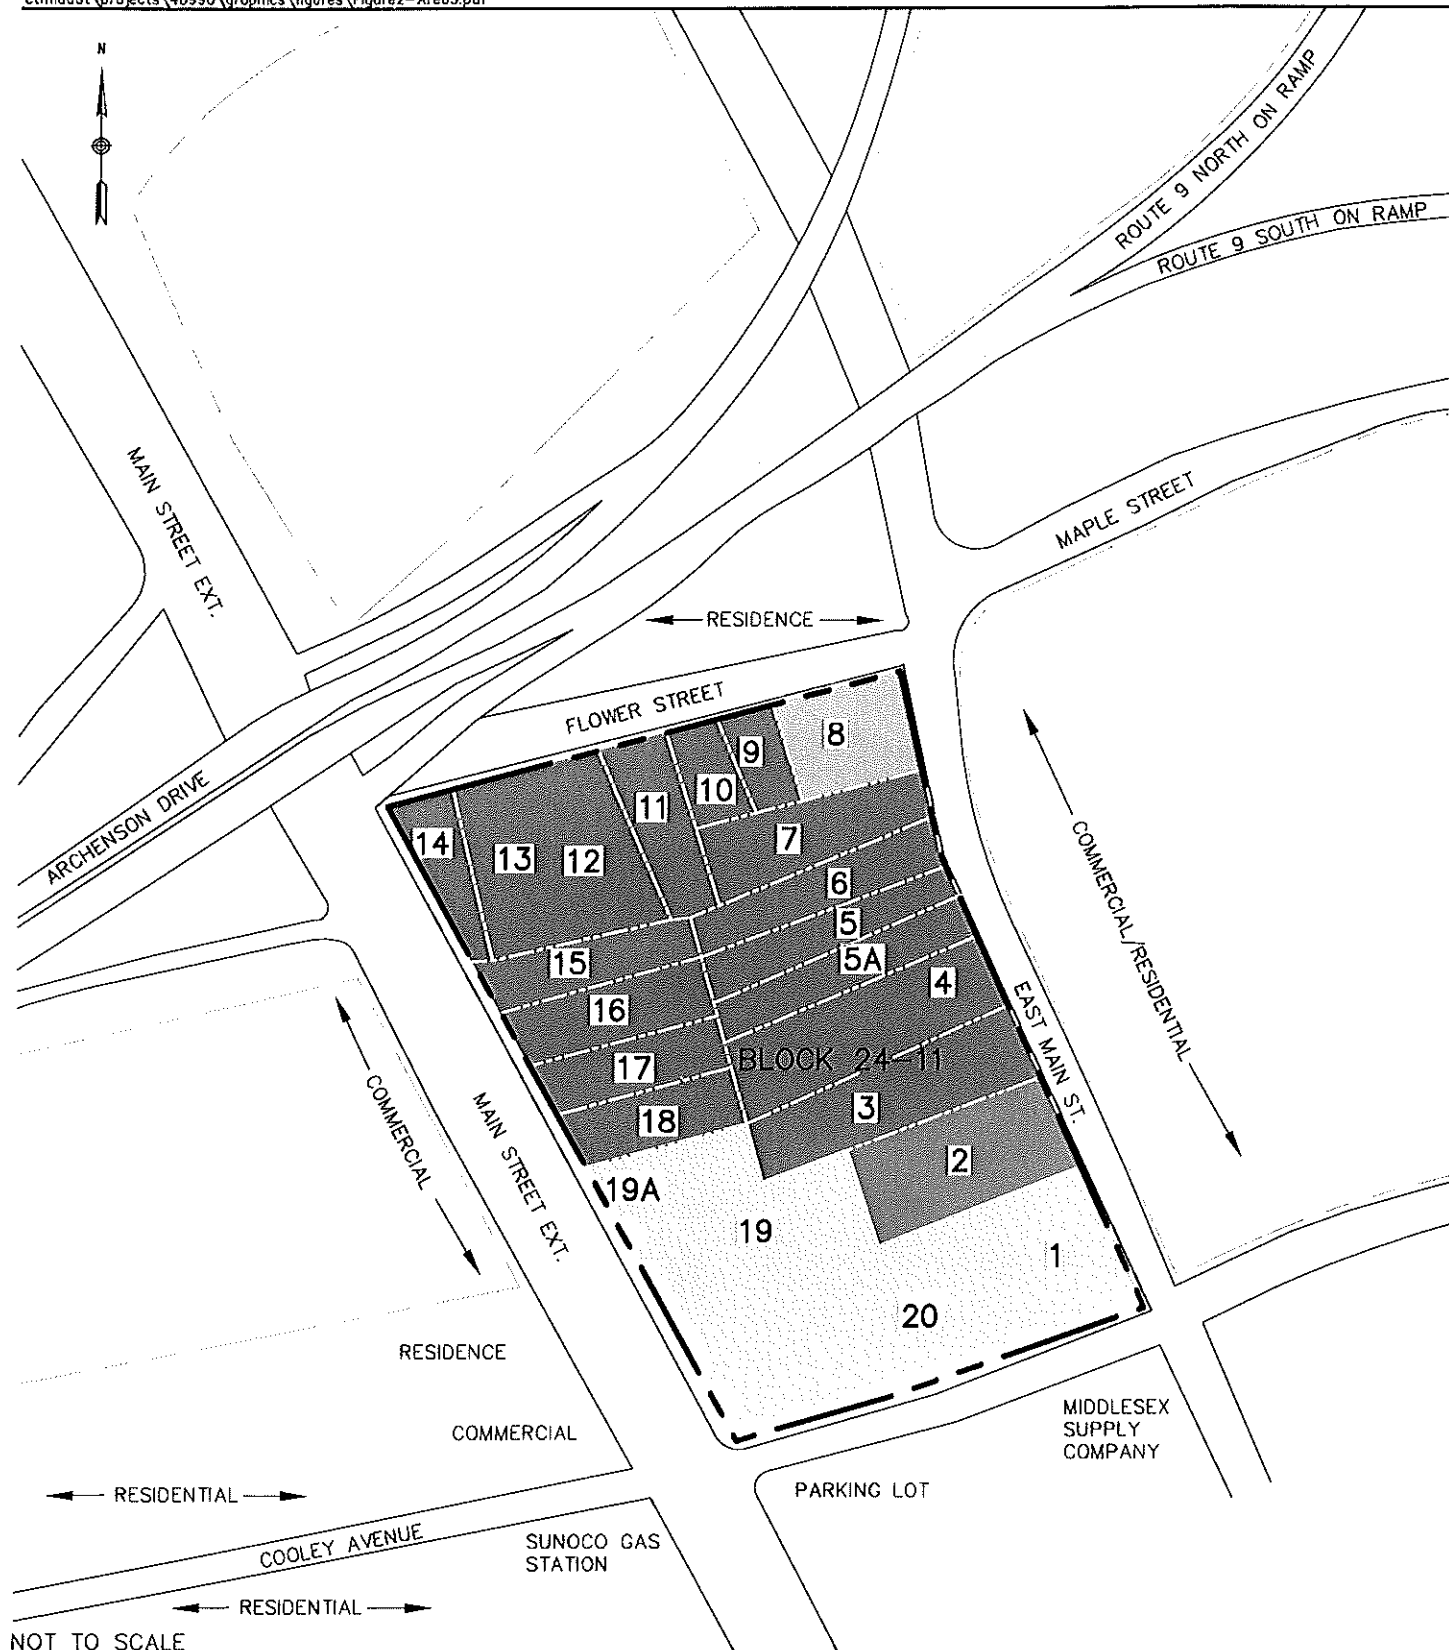 N
ROUTE 9 NORTH ON RAMP
ROUTE 9 SOUTH ON RAMP
MAIN STREET EXT.
MAPLE STREET
RESIDENCE
FLOWER STREET
ARCHENSON DRIVE
8
9
10
11
14
13
12
7
6
5
5A
4
15
16
17
18
BLOCK 24-11
3
2
COMMERCIAL/RESIDENTIAL
EAST MAIN ST.
COMMERCIAL
MAIN STREET EXT.
19A
19
1
20
RESIDENCE
COMMERCIAL
MIDDLESEX
SUPPLY
COMPANY
PARKING LOT
RESIDENTIAL
COOLEY AVENUE
SUNOCO GAS
STATION
RESIDENTIAL
NOT TO SCALE